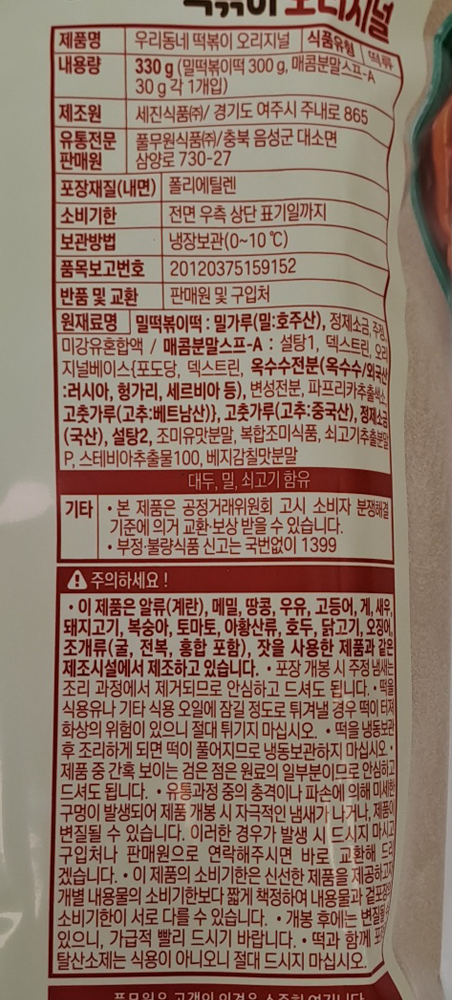 떡볶이 오리지널
제품명 우리동네 떡볶이 오리지널 식품유형 떡류
내용량 330 g (밀떡볶이떡 300 g, 매콤분말스프-A
30 g 각 1개입)
제조원 세진식품㈜/ 경기도 여주시 주내로 865
유통전문 풀무원식품㈜/충북 음성군 대소면
판매원 삼양로 730-27
포장재질(내면) 폴리에틸렌
소비기한 전면 우측 상단 표기일까지
보관방법 냉장보관(0~10 ℃)
품목보고번호 20120375159152
반품 및 교환 판매원 및 구입처
원재료명 밀떡볶이떡 : 밀가루(밀:호주산), 정제소금, 주정,
미강유혼합액 / 매콤분말스프-A : 설탕1, 덱스트린, 오리
지널베이스{포도당, 덱스트린, 옥수수전분(옥수수/외국산
:러시아, 헝가리, 세르비아 등), 변성전분, 파프리카추출색소,
고춧가루(고추:베트남산)}, 고춧가루(고추:중국산), 정제소금
(국산), 설탕2, 조미유맛분말, 복합조미식품, 쇠고기추출분말
P, 스테비아추출물100, 베지감칠맛분말
대두, 밀, 쇠고기 함유
기타 • 본 제품은 공정거래위원회 고시 소비자 분쟁해결
기준에 의거 교환·보상 받을 수 있습니다.
• 부정·불량식품 신고는 국번없이 1399
주의하세요 !
• 이 제품은 알류(계란), 메밀, 땅콩, 우유, 고등어, 게, 새우,
돼지고기, 복숭아, 토마토, 아황산류, 호두, 닭고기, 오징어,
조개류(굴, 전복, 홍합 포함), 잣을 사용한 제품과 같은
제조시설에서 제조하고 있습니다. • 포장 개봉 시 주정 냄새는
조리 과정에서 제거되므로 안심하고 드셔도 됩니다. • 떡을
식용유나 기타 식용 오일에 잠길 정도로 튀겨낼 경우 떡이 터져
화상의 위험이 있으니 절대 튀기지 마십시오. • 떡을 냉동보관
후 조리하게 되면 떡이 풀어지므로 냉동보관하지 마십시오. •
제품 중 간혹 보이는 검은 점은 원료의 일부분이므로 안심하고
드셔도 됩니다. • 유통과정 중의 충격이나 파손에 의해 미세한
구멍이 발생되어 제품 개봉 시 자극적인 냄새가 나거나, 제품이
변질될 수 있습니다. 이러한 경우가 발생 시 드시지 마시고
구입처나 판매원으로 연락해주시면 바로 교환해 드리
겠습니다. • 이 제품의 소비기한은 신선한 제품을 제공하고자
개별 내용물의 소비기한보다 짧게 책정하여 내용물과 겉포장의
소비기한이 서로 다를 수 있습니다. • 개봉 후에는 변질될 수
있으니, 가급적 빨리 드시기 바랍니다. • 떡과 함께 포장
탈산소제는 식용이 아니오니 절대 드시지 마십시오.
풀무원은 고객의 의견을 소중히 여깁니다